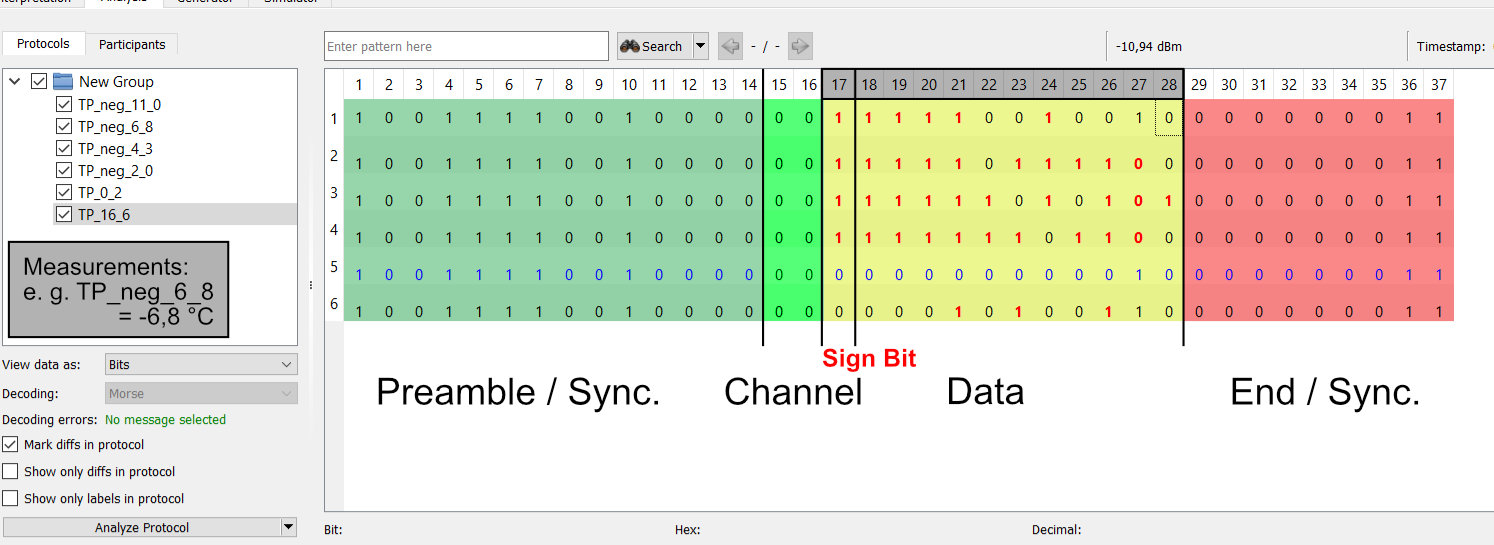 nterpretation Analysis Generator Simulator
Protocols Participants
Enter pattern here Search - / - -10,94 dBm Timestamp:
New Group
TP_neg_11_0
TP_neg_6_8
TP_neg_4_3
TP_neg_2_0
TP_0_2
TP_16_6
Measurements:
e. g. TP_neg_6_8
= -6,8 °C
View data as: Bits
Decoding: Morse
Decoding errors: No message selected
Mark diffs in protocol
Show only diffs in protocol
Show only labels in protocol
Analyze Protocol
1 2 3 4 5 6 7 8 9 10 11 12 13 14 15 16 17 18 19 20 21 22 23 24 25 26 27 28 29 30 31 32 33 34 35 36 37
1 1 0 0 1 1 1 1 0 0 1 0 0 0 0 0 0 1 1 1 1 1 0 0 1 0 0 1 0 0 0 0 0 0 0 0 1 1
2 1 0 0 1 1 1 1 0 0 1 0 0 0 0 0 0 1 1 1 1 1 0 1 1 1 1 0 0 0 0 0 0 0 0 0 1 1
3 1 0 0 1 1 1 1 0 0 1 0 0 0 0 0 0 1 1 1 1 1 1 0 1 0 1 0 1 0 0 0 0 0 0 0 1 1
4 1 0 0 1 1 1 1 0 0 1 0 0 0 0 0 0 1 1 1 1 1 1 1 0 1 1 0 0 0 0 0 0 0 0 0 1 1
5 1 0 0 1 1 1 1 0 0 1 0 0 0 0 0 0 0 0 0 0 0 0 0 0 0 0 1 0 0 0 0 0 0 0 0 1 1
6 1 0 0 1 1 1 1 0 0 1 0 0 0 0 0 0 0 0 0 0 1 0 1 0 0 1 1 0 0 0 0 0 0 0 0 1 1
Sign Bit
Preamble / Sync. Channel Data End / Sync.
Bit: Hex: Decimal: